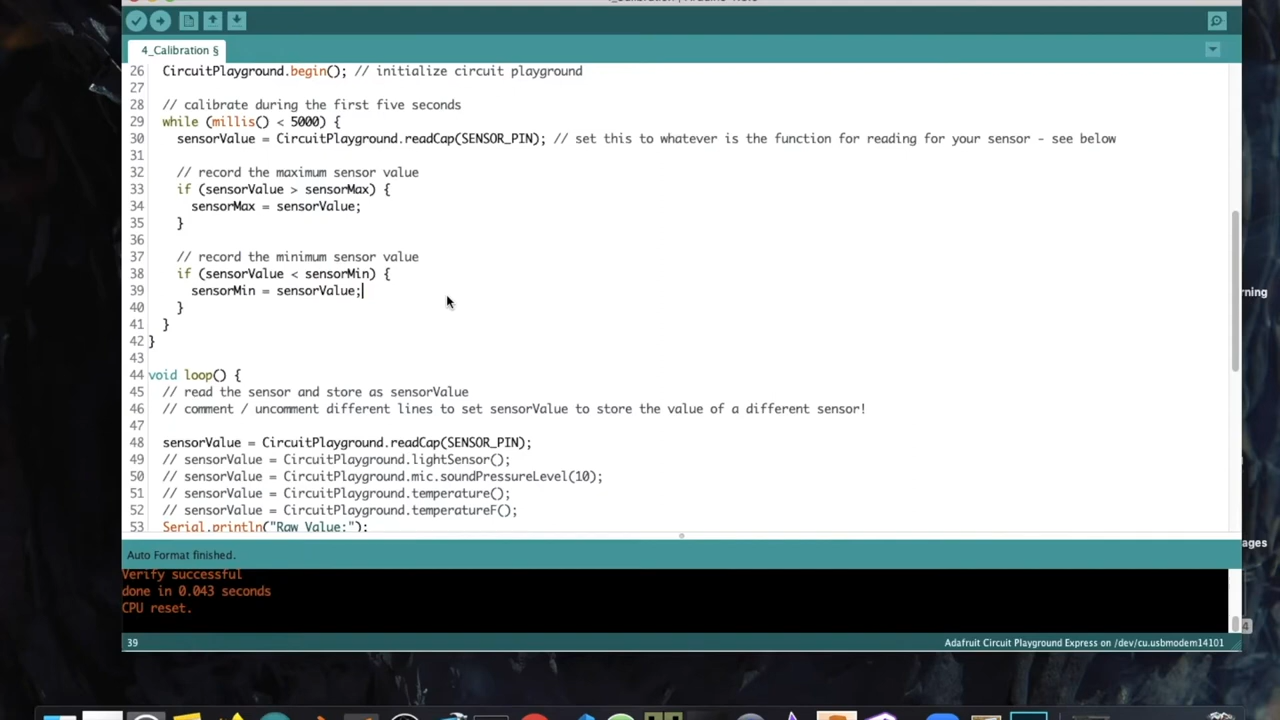 4_Calibration §
26 CircuitPlayground.begin(); // initialize circuit playground
27
28 // calibrate during the first five seconds
29 while (millis() < 5000) {
30 sensorValue = CircuitPlayground.readCap(SENSOR_PIN); // set this to whatever is the function for reading for your sensor - see below
31
32 // record the maximum sensor value
33 if (sensorValue > sensorMax) {
34 sensorMax = sensorValue;
35 }
36
37 // record the minimum sensor value
38 if (sensorValue < sensorMin) {
39 sensorMin = sensorValue;
40 }
41 }
42 }
43
44 void loop() {
45 // read the sensor and store as sensorValue
46 // comment / uncomment different lines to set sensorValue to store the value of a different sensor!
47
48 sensorValue = CircuitPlayground.readCap(SENSOR_PIN);
49 // sensorValue = CircuitPlayground.lightSensor();
50 // sensorValue = CircuitPlayground.mic.soundPressureLevel(10);
51 // sensorValue = CircuitPlayground.temperature();
52 // sensorValue = CircuitPlayground.temperatureF();
53 Serial.println("Raw Value:");
Auto Format finished.
Verify successful
done in 0.043 seconds
CPU reset.
39 Adafruit Circuit Playground Express on /dev/cu.usbmodem14101